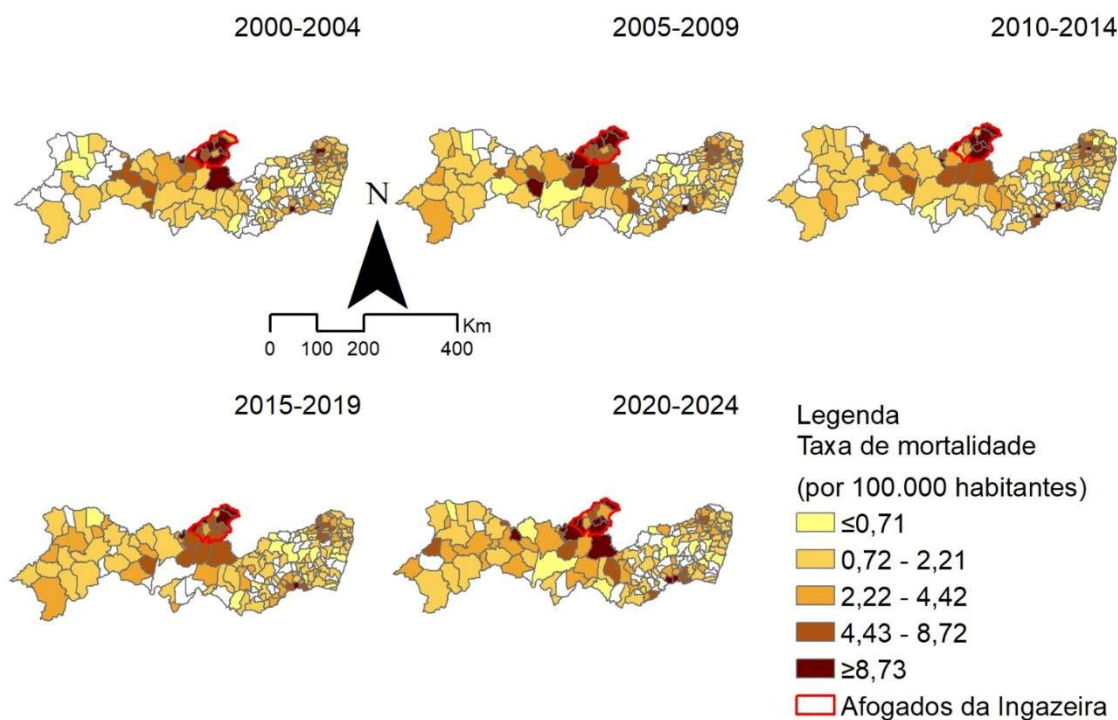 2000-2004
2005-2009
2010-2014
N
Km
0 100 200 400
2015-2019
2020-2024
Legenda
Taxa de mortalidade
(por 100.000 habitantes)
≤0,71
0,72 - 2,21
2,22 - 4,42
4,43 - 8,72
≥8,73
Afogados da Ingazeira